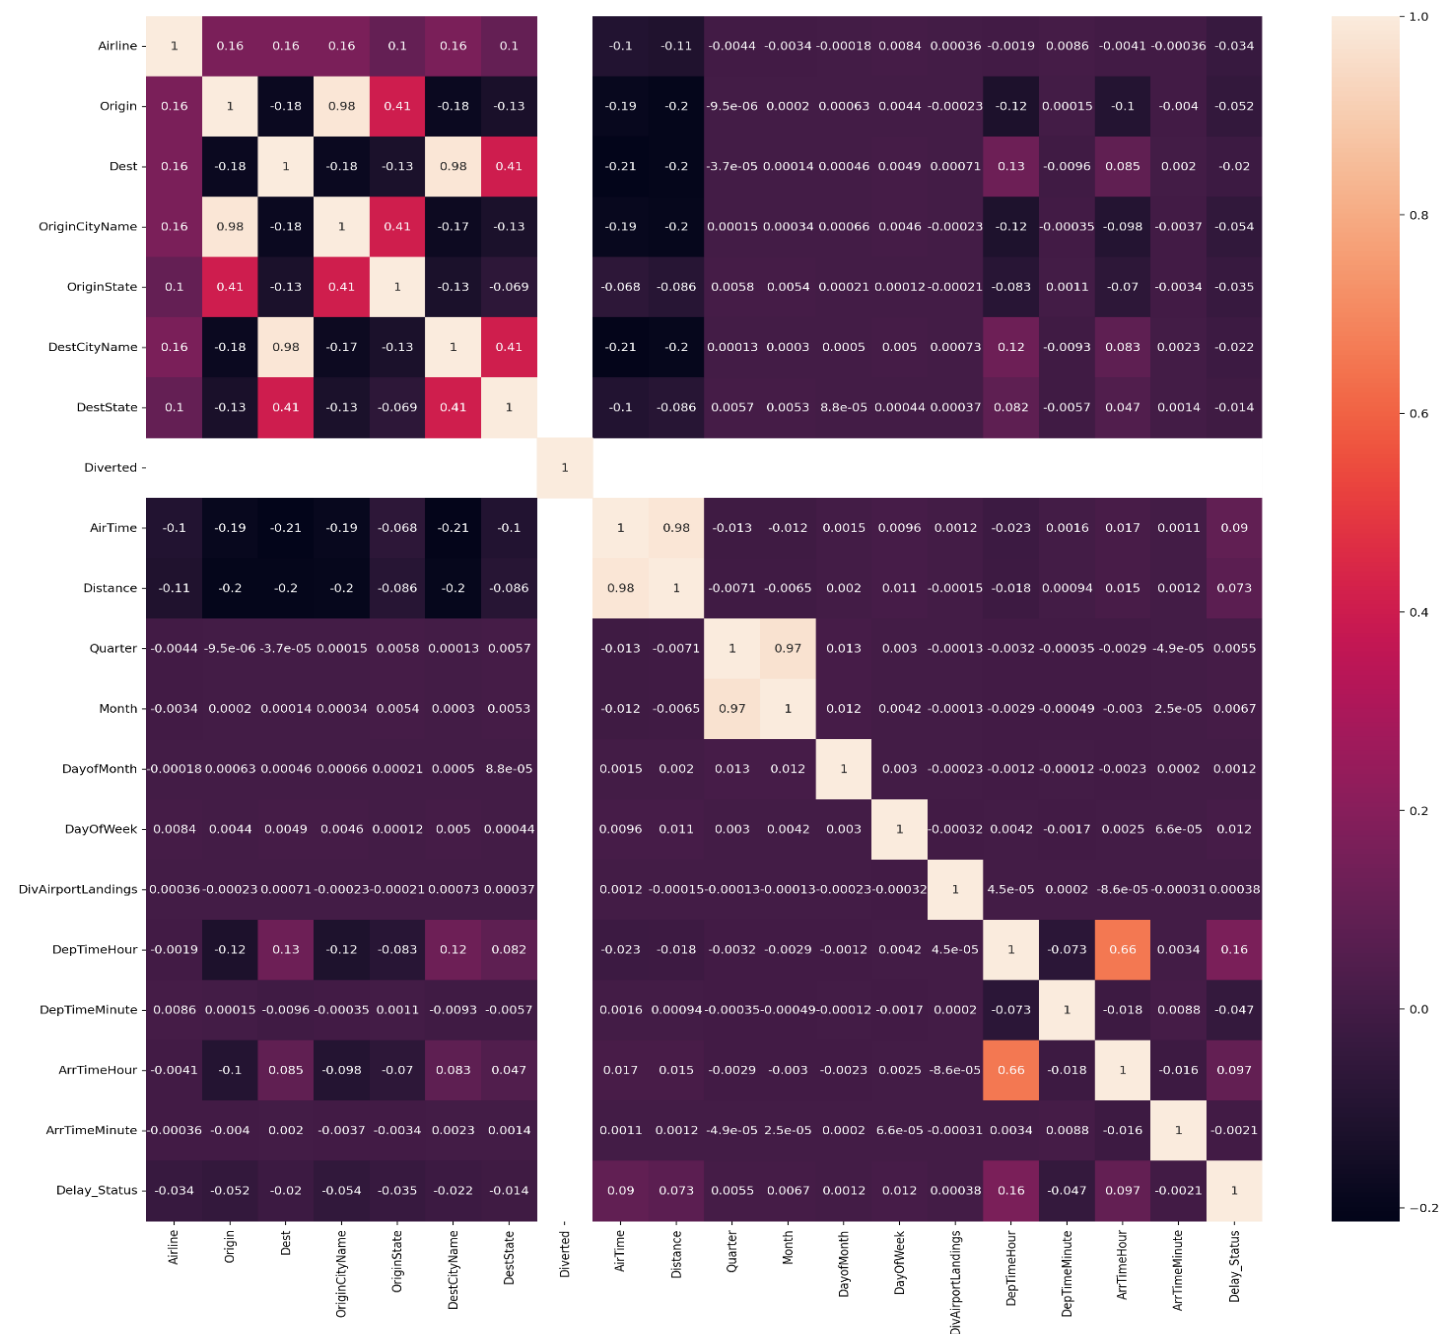 1.0
Airline 1 0.16 0.16 0.16 0.1 0.16 0.1 -0.1 -0.11 -0.0044 -0.0034 -0.00018 0.0084 0.00036 -0.0019 0.0086 -0.0041 -0.00036 -0.034
Origin 0.16 1 -0.18 0.98 0.41 -0.18 -0.13 -0.19 -0.2 -9.5e-06 0.0002 0.00063 0.0044 -0.00023 -0.12 0.00015 -0.1 -0.004 -0.052
Dest 0.16 -0.18 1 -0.18 -0.13 0.98 0.41 -0.21 -0.2 -3.7e-05 0.00014 0.00046 0.0049 0.00071 0.13 -0.0096 0.085 0.002 -0.02
0.8
OriginCityName 0.16 0.98 -0.18 1 0.41 -0.17 -0.13 -0.19 -0.2 0.00015 0.00034 0.00066 0.0046 -0.00023 -0.12 -0.00035 -0.098 -0.0037 -0.054
OriginState 0.1 0.41 -0.13 0.41 1 -0.13 -0.069 -0.068 -0.086 0.0058 0.0054 0.00021 0.00012 -0.00021 -0.083 0.0011 -0.07 -0.0034 -0.035
DestCityName 0.16 -0.18 0.98 -0.17 -0.13 1 0.41 -0.21 -0.2 0.00013 0.0003 0.0005 0.005 0.00073 0.12 -0.0093 0.083 0.0023 -0.022
DestState 0.1 -0.13 0.41 -0.13 -0.069 0.41 1 -0.1 -0.086 0.0057 0.0053 8.8e-05 0.00044 0.00037 0.082 -0.0057 0.047 0.0014 -0.014
0.6
Diverted 1
AirTime -0.1 -0.19 -0.21 -0.19 -0.068 -0.21 -0.1 1 0.98 -0.013 -0.012 0.0015 0.0096 0.0012 -0.023 0.0016 0.017 0.0011 0.09
Distance -0.11 -0.2 -0.2 -0.2 -0.086 -0.2 -0.086 0.98 1 -0.0071 -0.0065 0.002 0.011 -0.00015 -0.018 0.00094 0.015 0.0012 0.073
0.4
Quarter -0.0044 -9.5e-06 -3.7e-05 0.00015 0.0058 0.00013 0.0057 -0.013 -0.0071 1 0.97 0.013 0.003 -0.00013 -0.0032 -0.00035 -0.0029 -4.9e-05 0.0055
Month -0.0034 0.0002 0.00014 0.00034 0.0054 0.0003 0.0053 -0.012 -0.0065 0.97 1 0.012 0.0042 -0.00013 -0.0029 -0.00049 -0.003 2.5e-05 0.0067
DayofMonth -0.00018 0.00063 0.00046 0.00066 0.00021 0.0005 8.8e-05 0.0015 0.002 0.013 0.012 1 0.003 -0.00023 -0.0012 -0.00012 -0.0023 0.0002 0.0012
0.2
DayOfWeek 0.0084 0.0044 0.0049 0.0046 0.00012 0.005 0.00044 0.0096 0.011 0.003 0.0042 0.003 1 -0.00032 0.0042 -0.0017 0.0025 6.6e-05 0.012
DivAirportLandings 0.00036 -0.00023 0.00071 -0.00023 -0.00021 0.00073 0.00037 0.0012 -0.00015 -0.00013 -0.00013 -0.00023 -0.00032 1 4.5e-05 0.0002 -8.6e-05 -0.00031 0.00038
DepTimeHour -0.0019 -0.12 0.13 -0.12 -0.083 0.12 0.082 -0.023 -0.018 -0.0032 -0.0029 -0.0012 0.0042 4.5e-05 1 -0.073 0.66 0.0034 0.16
DepTimeMinute 0.0086 0.00015 -0.0096 -0.00035 0.0011 -0.0093 -0.0057 0.0016 0.00094 -0.00035 -0.00049 -0.00012 -0.0017 0.0002 -0.073 1 -0.018 0.0088 -0.047
0.0
ArrTimeHour -0.0041 -0.1 0.085 -0.098 -0.07 0.083 0.047 0.017 0.015 -0.0029 -0.003 -0.0023 0.0025 -8.6e-05 0.66 -0.018 1 -0.016 0.097
ArrTimeMinute -0.00036 -0.004 0.002 -0.0037 -0.0034 0.0023 0.0014 0.0011 0.0012 -4.9e-05 2.5e-05 0.0002 6.6e-05 -0.00031 0.0034 0.0088 -0.016 1 -0.0021
Delay_Status -0.034 -0.052 -0.02 -0.054 -0.035 -0.022 -0.014 0.09 0.073 0.0055 0.0067 0.0012 0.012 0.00038 0.16 -0.047 0.097 -0.0021 1
−0.2
Airline Origin Dest OriginCityName OriginState DestCityName DestState Diverted AirTime Distance Quarter Month DayofMonth DayOfWeek DivAirportLandings DepTimeHour DepTimeMinute ArrTimeHour ArrTimeMinute Delay_Status